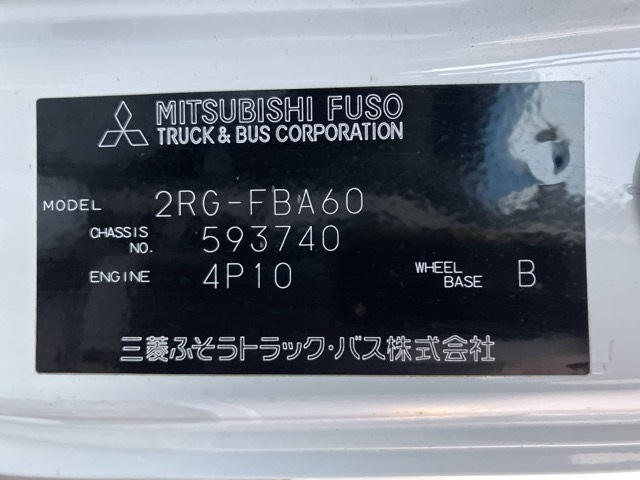 MITSUBISHI FUSO
TRUCK & BUS CORPORATION
MODEL 2RG-FBA60
CHASSIS NO. 593740
ENGINE 4P10 WHEEL BASE B
三菱ふそうトラック・バス株式会社